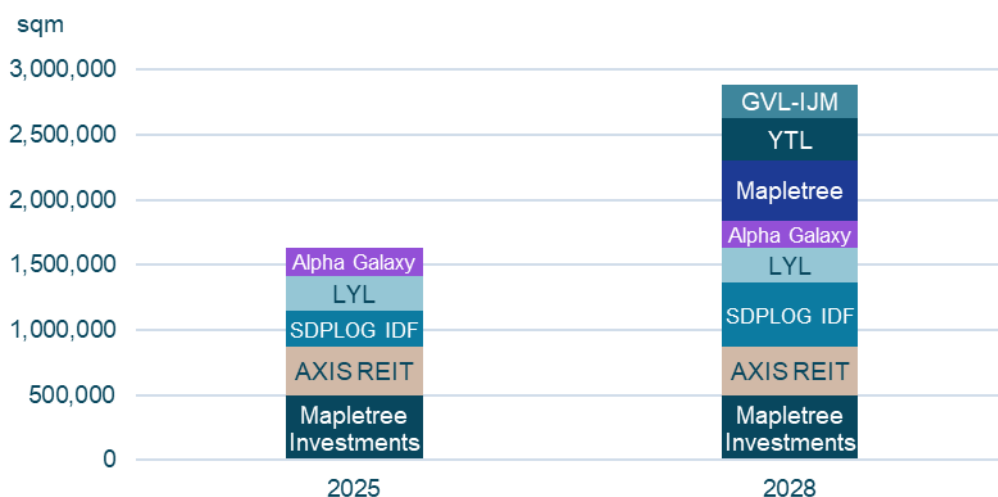 sqm
3,000,000
2,500,000
2,000,000
1,500,000
1,000,000
500,000
0
Alpha Galaxy
LYL
SDPLOG IDF
AXIS REIT
Mapletree
Investments
2025
GVL-IJM
YTL
Mapletree
Alpha Galaxy
LYL
SDPLOG IDF
AXIS REIT
Mapletree
Investments
2028